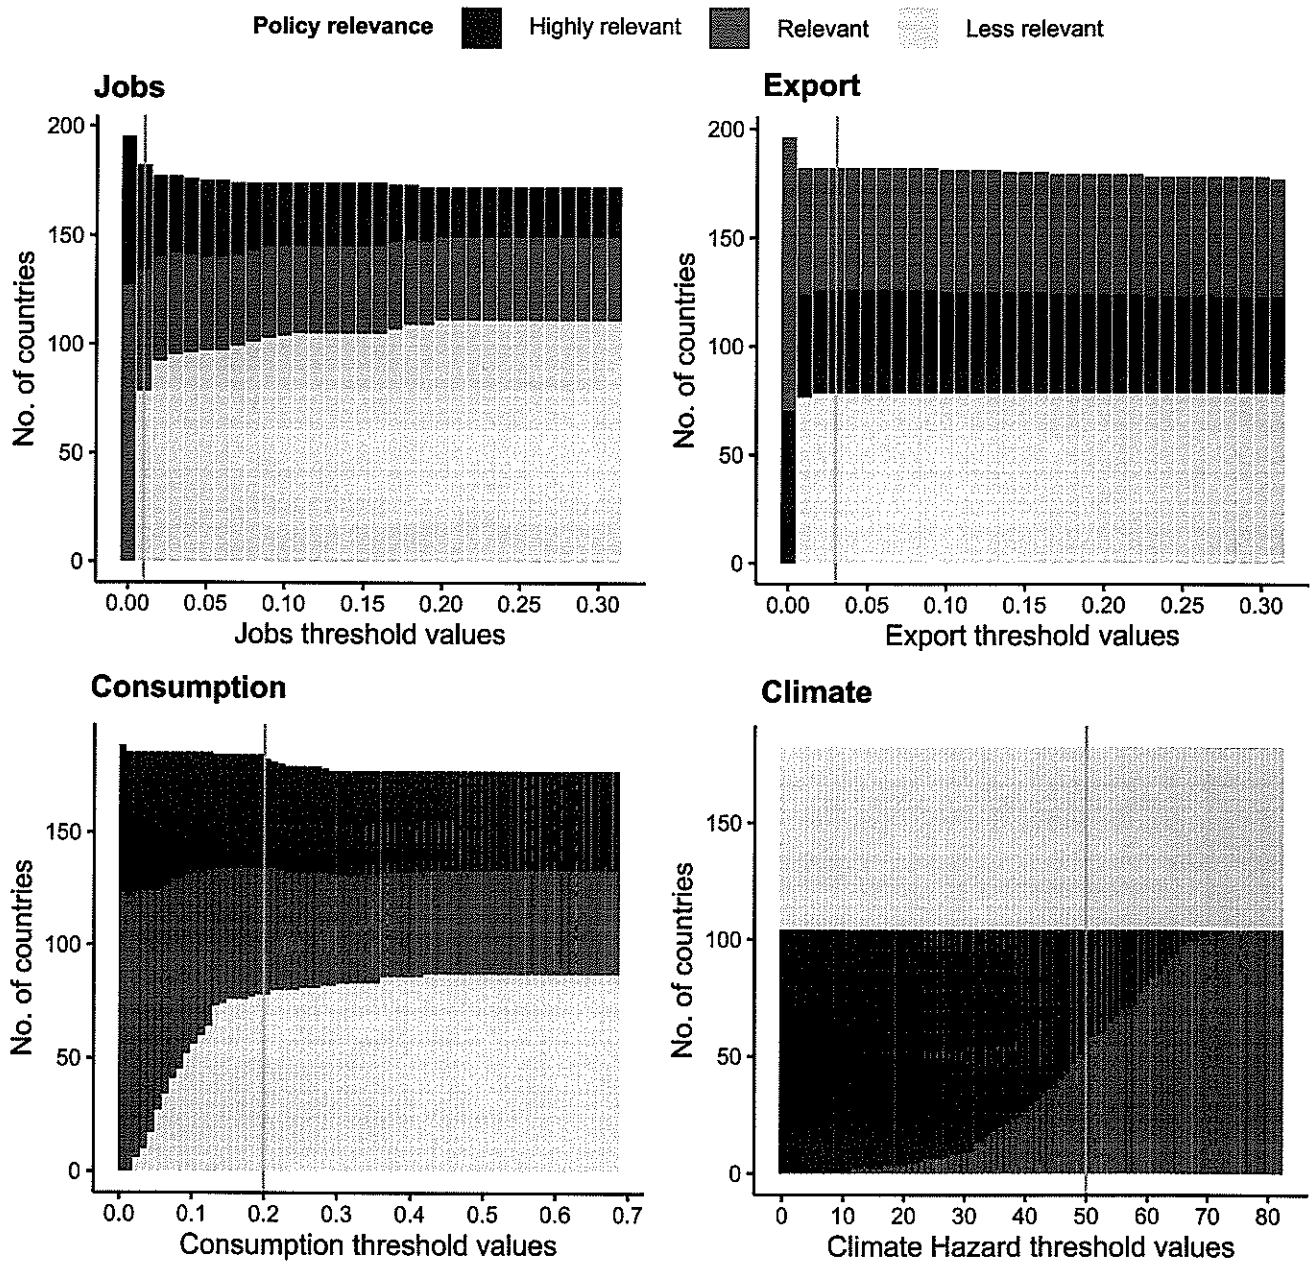 Policy relevance Highly relevant Relevant Less relevant
Jobs
No. of countries
200
150
100
50
0
0.00 0.05 0.10 0.15 0.20 0.25 0.30
Jobs threshold values
Export
No. of countries
200
150
100
50
0
0.00 0.05 0.10 0.15 0.20 0.25 0.30
Export threshold values
Consumption
No. of countries
150
100
50
0
0.0 0.1 0.2 0.3 0.4 0.5 0.6 0.7
Consumption threshold values
Climate
No. of countries
150
100
50
0
0 10 20 30 40 50 60 70 80
Climate Hazard threshold values